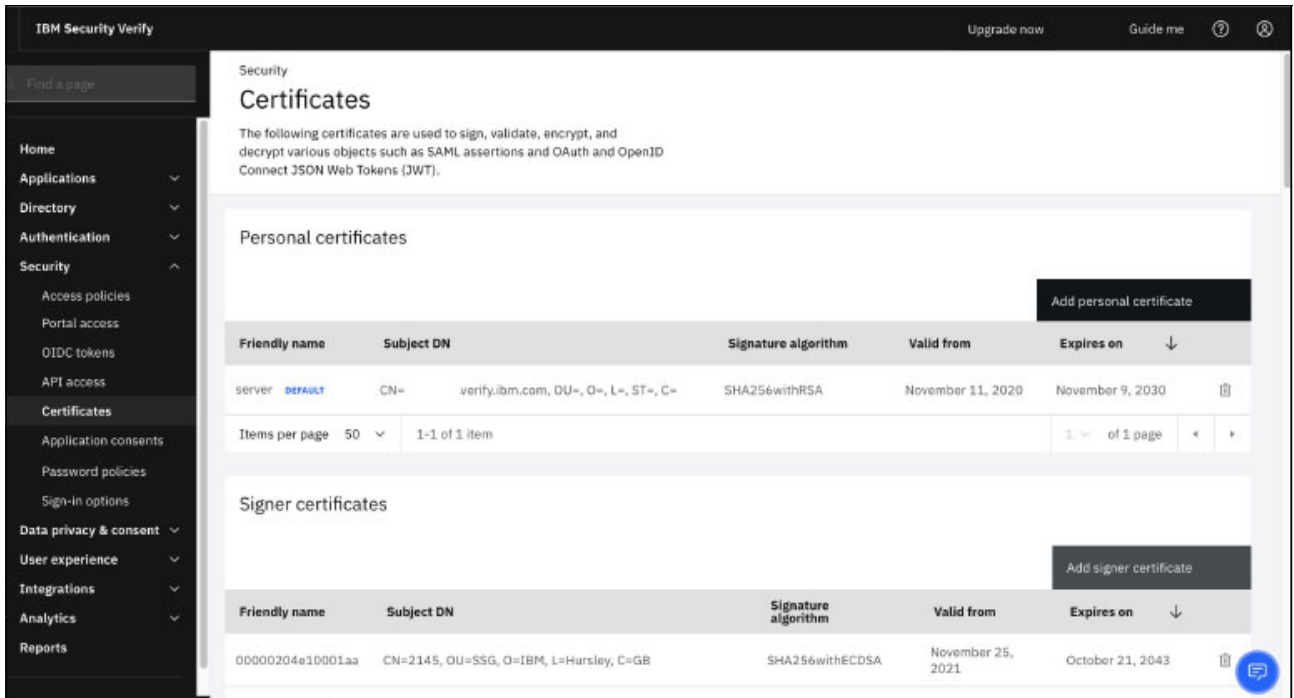 IBM Security Verify
Upgrade now
Guide me
Find a page
Home
Applications
Directory
Authentication
Security
Access policies
Portal access
OIDC tokens
API access
Certificates
Application consents
Password policies
Sign-in options
Data privacy & consent
User experience
Integrations
Analytics
Reports
Security
Certificates
The following certificates are used to sign, validate, encrypt, and
decrypt various objects such as SAML assertions and OAuth and OpenID
Connect JSON Web Tokens (JWT).
Personal certificates
Add personal certificate
Friendly name Subject DN Signature algorithm Valid from Expires on
server DEFAULT CN= verify.ibm.com, OU=, O=, L=, ST=, C= SHA256withRSA November 11, 2020 November 9, 2030
Items per page 50 1-1 of 1 item 1 of 1 page
Signer certificates
Add signer certificate
Friendly name Subject DN Signature algorithm Valid from Expires on
00000204e10001aa CN=2145, OU=SSG, O=IBM, L=Hursley, C=GB SHA256withECDSA November 25, 2021 October 21, 2043